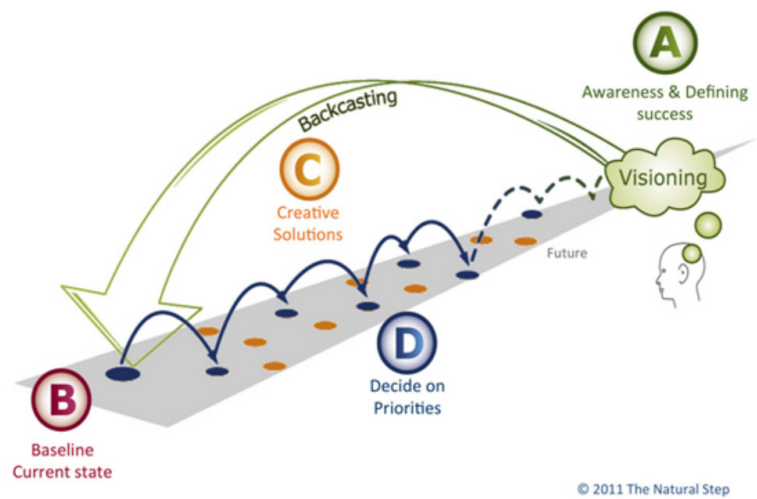 A
Awareness & Defining
success
Backcasting
Visioning
C
Creative
Solutions
Future
D
Decide on
Priorities
B
Baseline
Current state
© 2011 The Natural Step